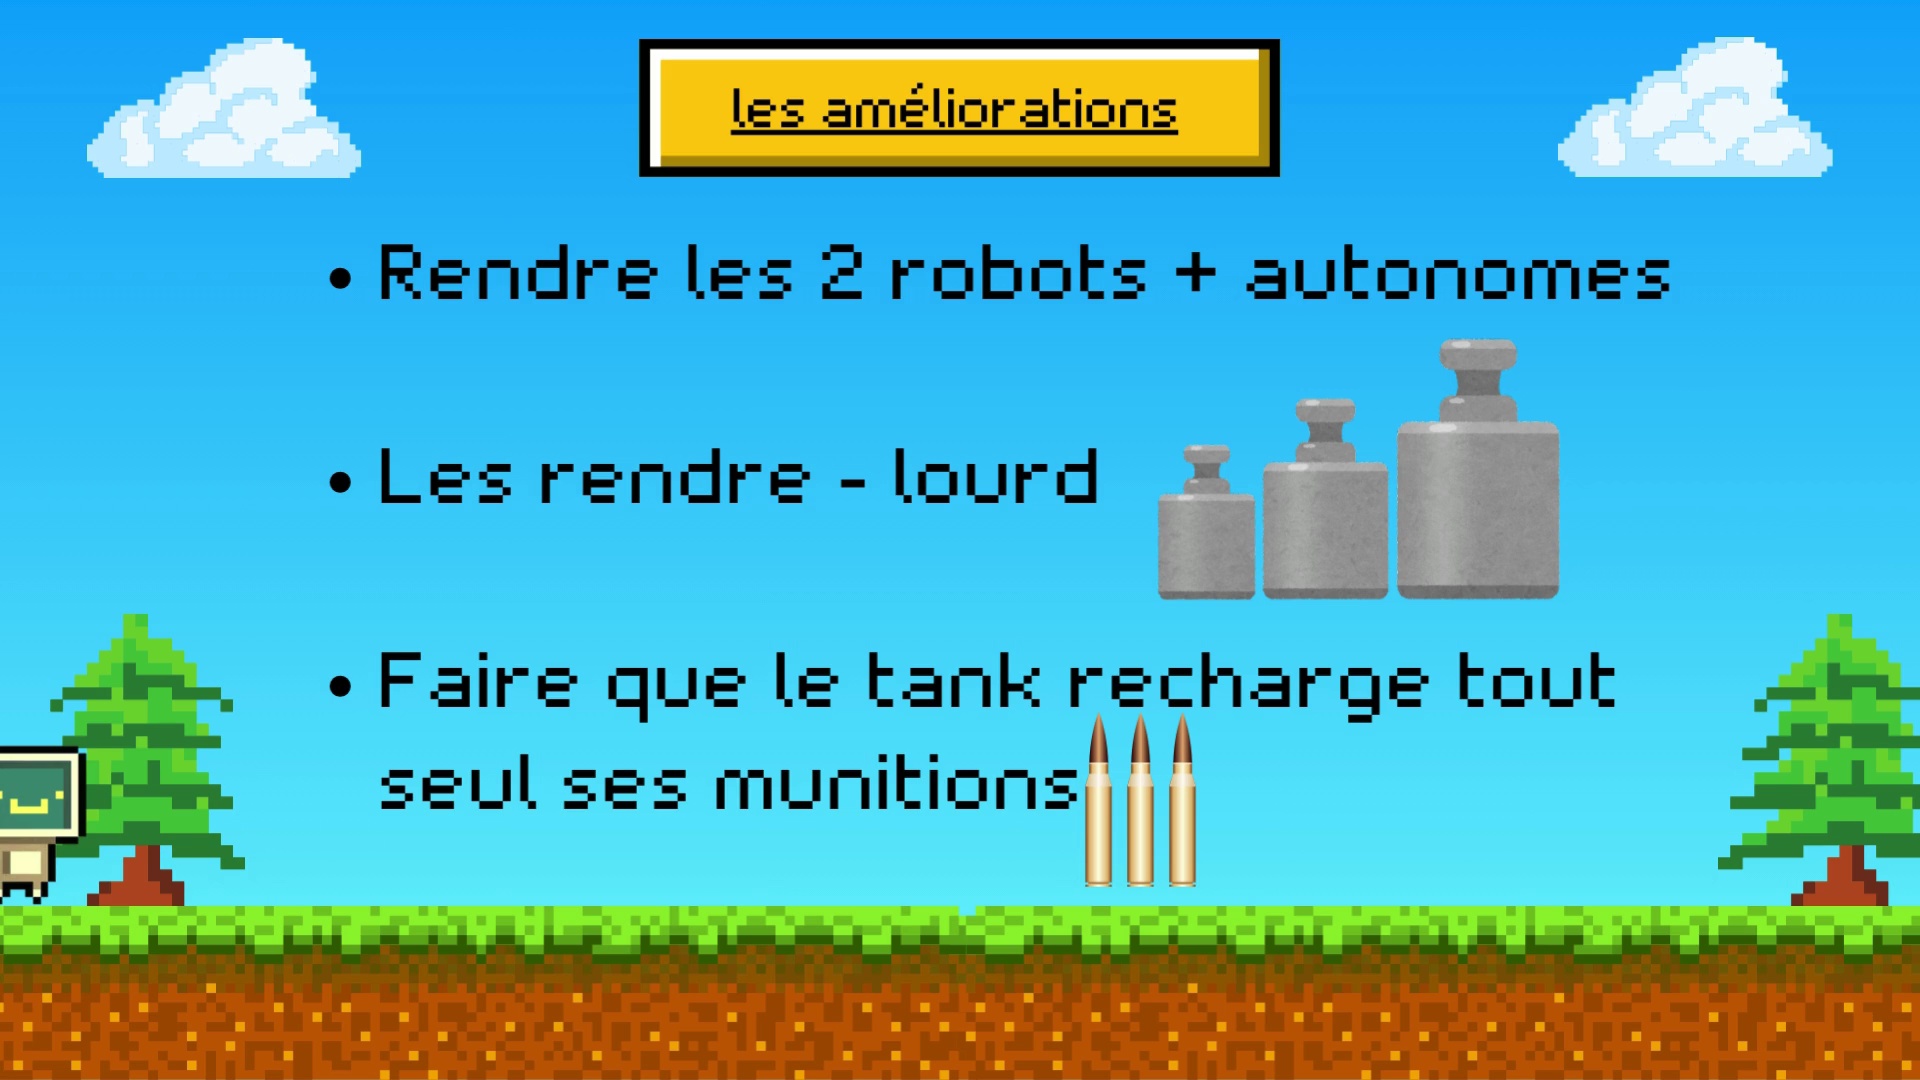 les améliorations
• Rendre les 2 robots + autonomes
• Les rendre - lourd
• Faire que le tank recharge tout
seul ses munitions